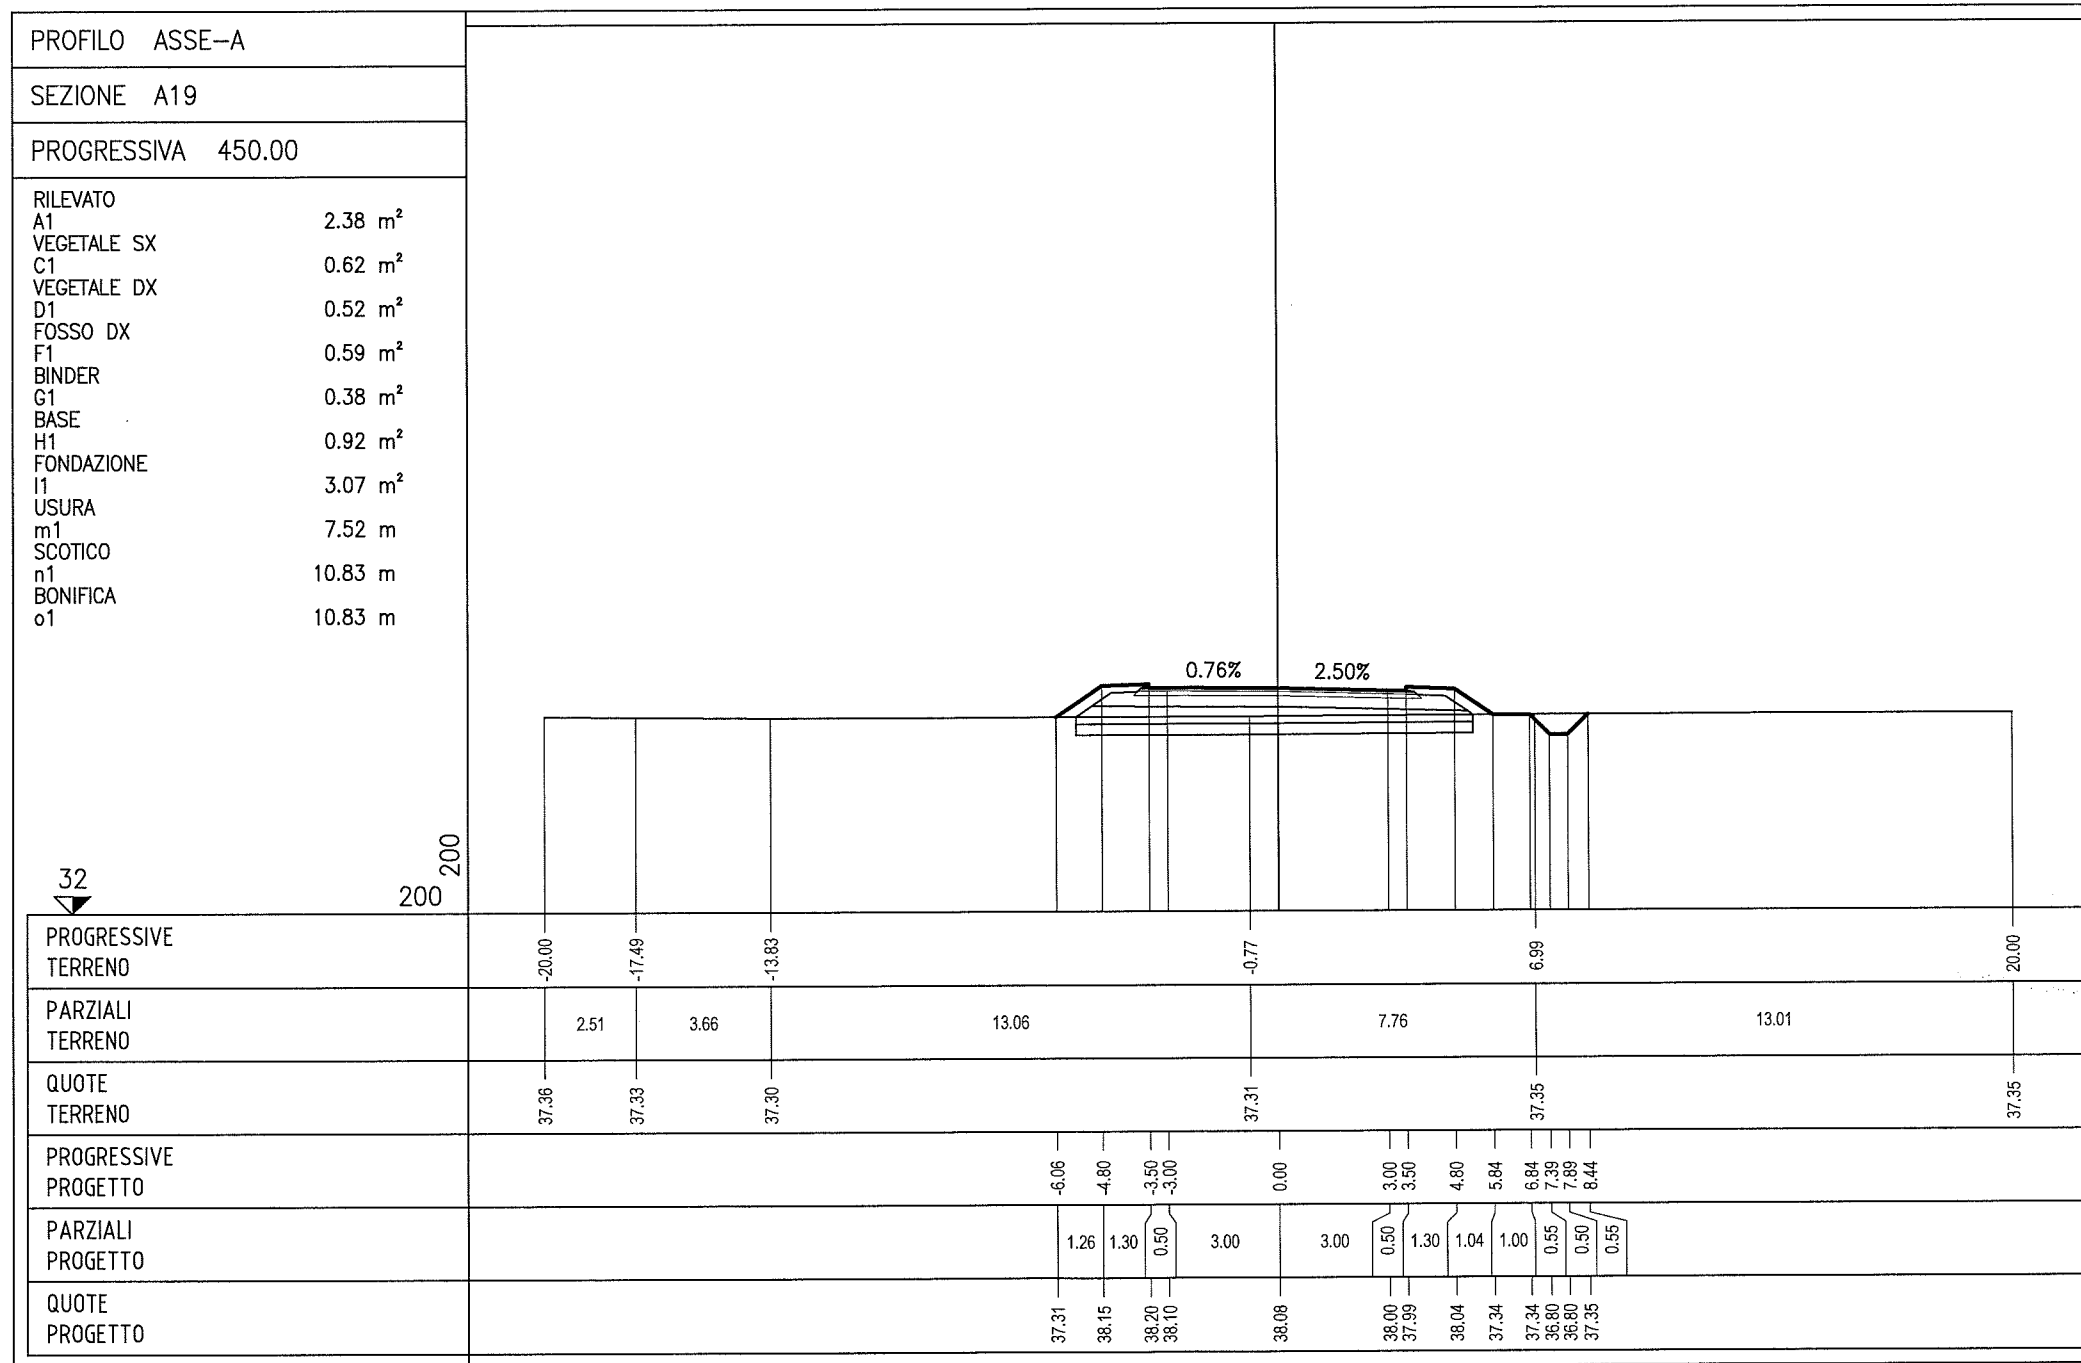 PROFILO ASSE-A
SEZIONE A19
PROGRESSIVA 450.00
RILEVATO
A1 2.38 m²
VEGETALE SX
C1 0.62 m²
VEGETALE DX
D1 0.52 m²
FOSSO DX
F1 0.59 m²
BINDER
G1 0.38 m²
BASE
H1 0.92 m²
FONDAZIONE
I1 3.07 m²
USURA
m1 7.52 m
SCOTICO
n1 10.83 m
BONIFICA
o1 10.83 m
0.76% 2.50%
32
200
200
PROGRESSIVE
TERRENO
-20.00 -17.49 -13.83 -0.77 6.99 20.00
PARZIALI
TERRENO
2.51 3.66 13.06 7.76 13.01
QUOTE
TERRENO
37.36 37.33 37.30 37.31 37.35 37.35
PROGRESSIVE
PROGETTO
-6.06 -4.80 -3.50 -3.00 0.00 3.00 3.50 4.80 5.84 6.84 7.39 7.89 8.44
PARZIALI
PROGETTO
1.26 1.30 0.50 3.00 3.00 0.50 1.30 1.04 1.00 0.55 0.50 0.55
QUOTE
PROGETTO
37.31 38.15 38.20 38.10 38.08 38.00 37.99 38.04 37.34 37.34 36.80 36.80 37.35